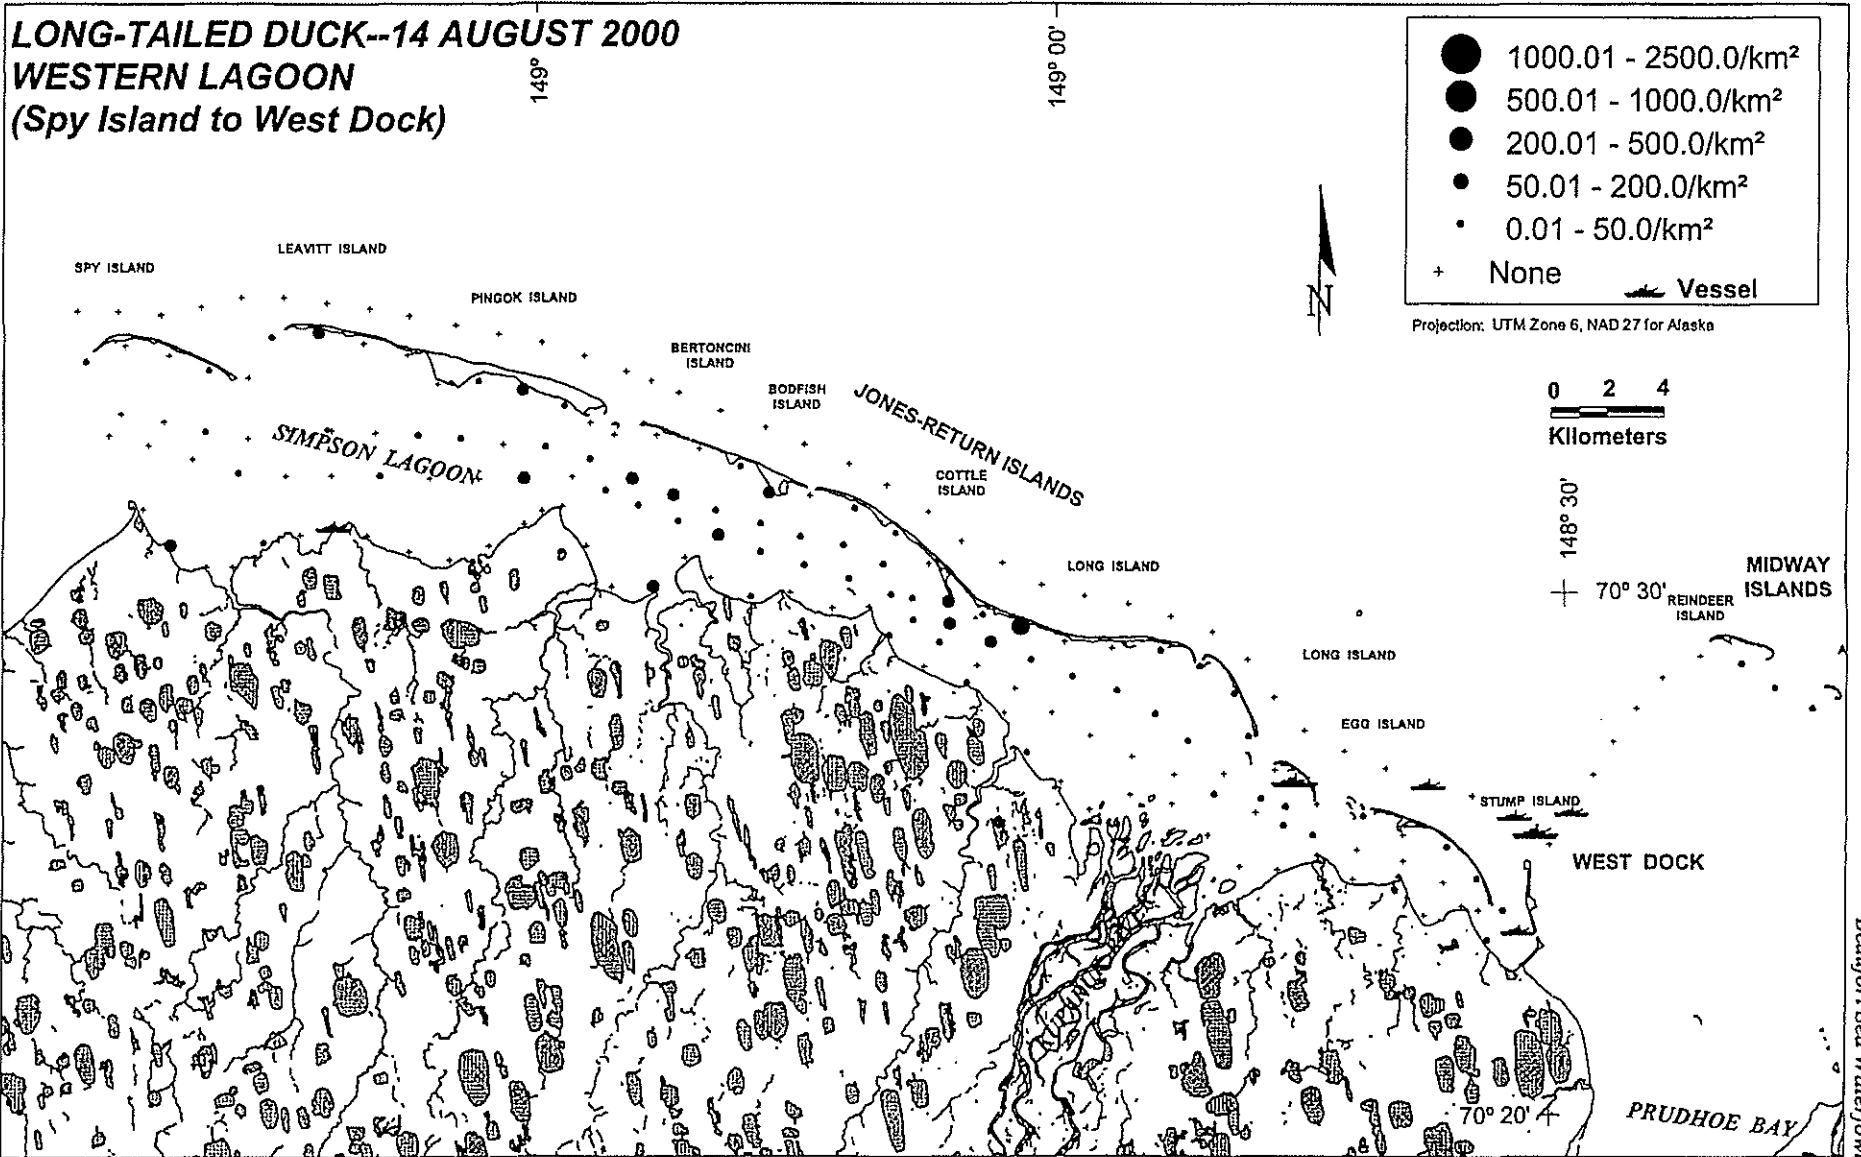 LONG-TAILED DUCK--14 AUGUST 2000
WESTERN LAGOON
(Spy Island to West Dock)
149°
149° 00'
1000.01 - 2500.0/km²
500.01 - 1000.0/km²
200.01 - 500.0/km²
50.01 - 200.0/km²
0.01 - 50.0/km²
None
Vessel
Projection: UTM Zone 6, NAD 27 for Alaska
N
0 2 4
Kilometers
SPY ISLAND
LEAVITT ISLAND
PINGOK ISLAND
BERTONCINI
ISLAND
BODFISH
ISLAND
JONES-RETURN ISLANDS
SIMPSON LAGOON
COTTLE
ISLAND
148° 30'
LONG ISLAND
70° 30'
MIDWAY
ISLANDS
REINDEER
ISLAND
LONG ISLAND
EGG ISLAND
STUMP ISLAND
WEST DOCK
KUPARUK
70° 20'
PRUDHOE BAY